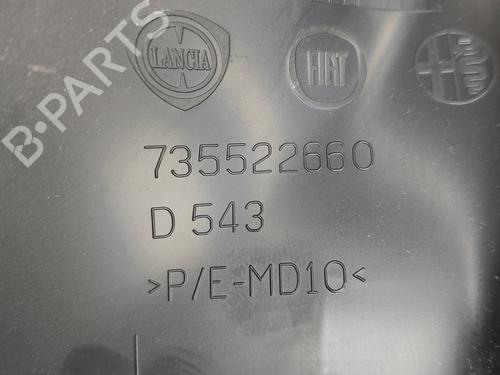 B-PARTS
LANCIA FIAT
735522660
D 543
>P/E-MD10<